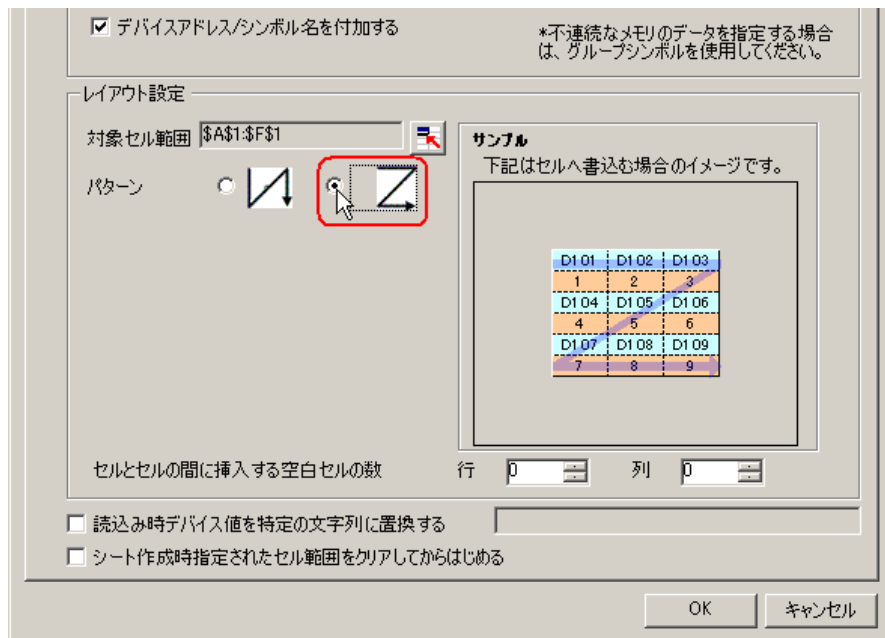 デバイスアドレス/シンボル名を付加する
*不連続なメモリのデータを指定する場合
は、グループシンボルを使用してください。
レイアウト設定
対象セル範囲 $A$1:$F$1
パターン
サンプル
下記はセルへ書込む場合のイメージです。
D101 D102 D103
1 2 3
D104 D105 D106
4 5 6
D107 D108 D109
7 8 9
セルとセルの間に挿入する空白セルの数 行 0 列 0
読込み時デバイス値を特定の文字列に置換する
シート作成時指定されたセル範囲をクリアしてからはじめる
OK キャンセル